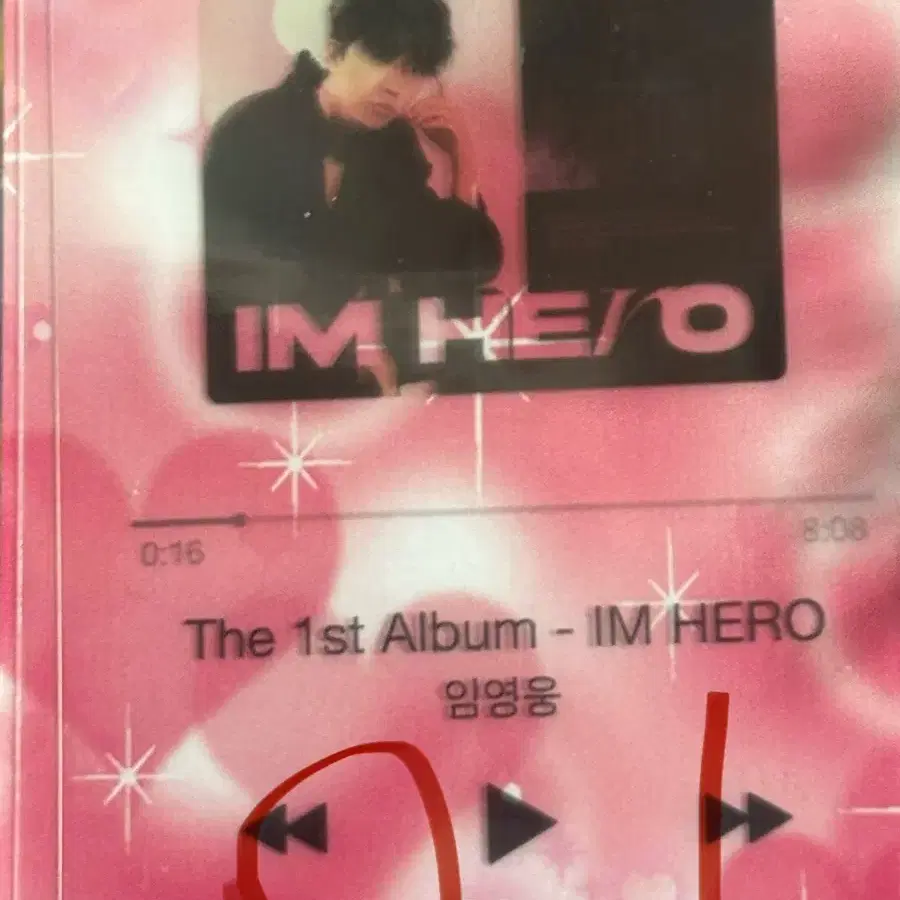 IM HERO
0:16
8:08
The 1st Album - IM HERO
임영웅